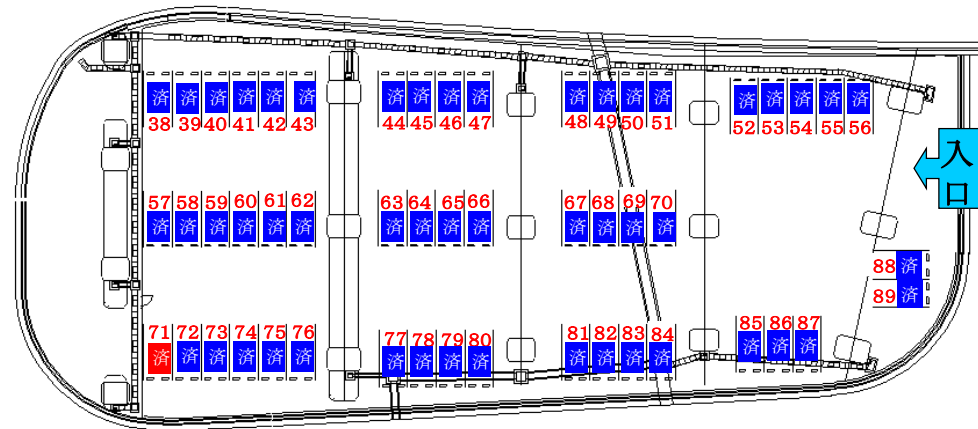 済 済 済 済 済 済 済 済 済 済 済 済 済 済 済 済 済 済 済
38 39 40 41 42 43 44 45 46 47 48 49 50 51 52 53 54 55 56
入口
57 58 59 60 61 62 63 64 65 66 67 68 69 70
済 済 済 済 済 済 済 済 済 済 済 済 済 済
88 済
89 済
71 72 73 74 75 76 77 78 79 80 81 82 83 84 85 86 87
済 済 済 済 済 済 済 済 済 済 済 済 済 済 済 済 済